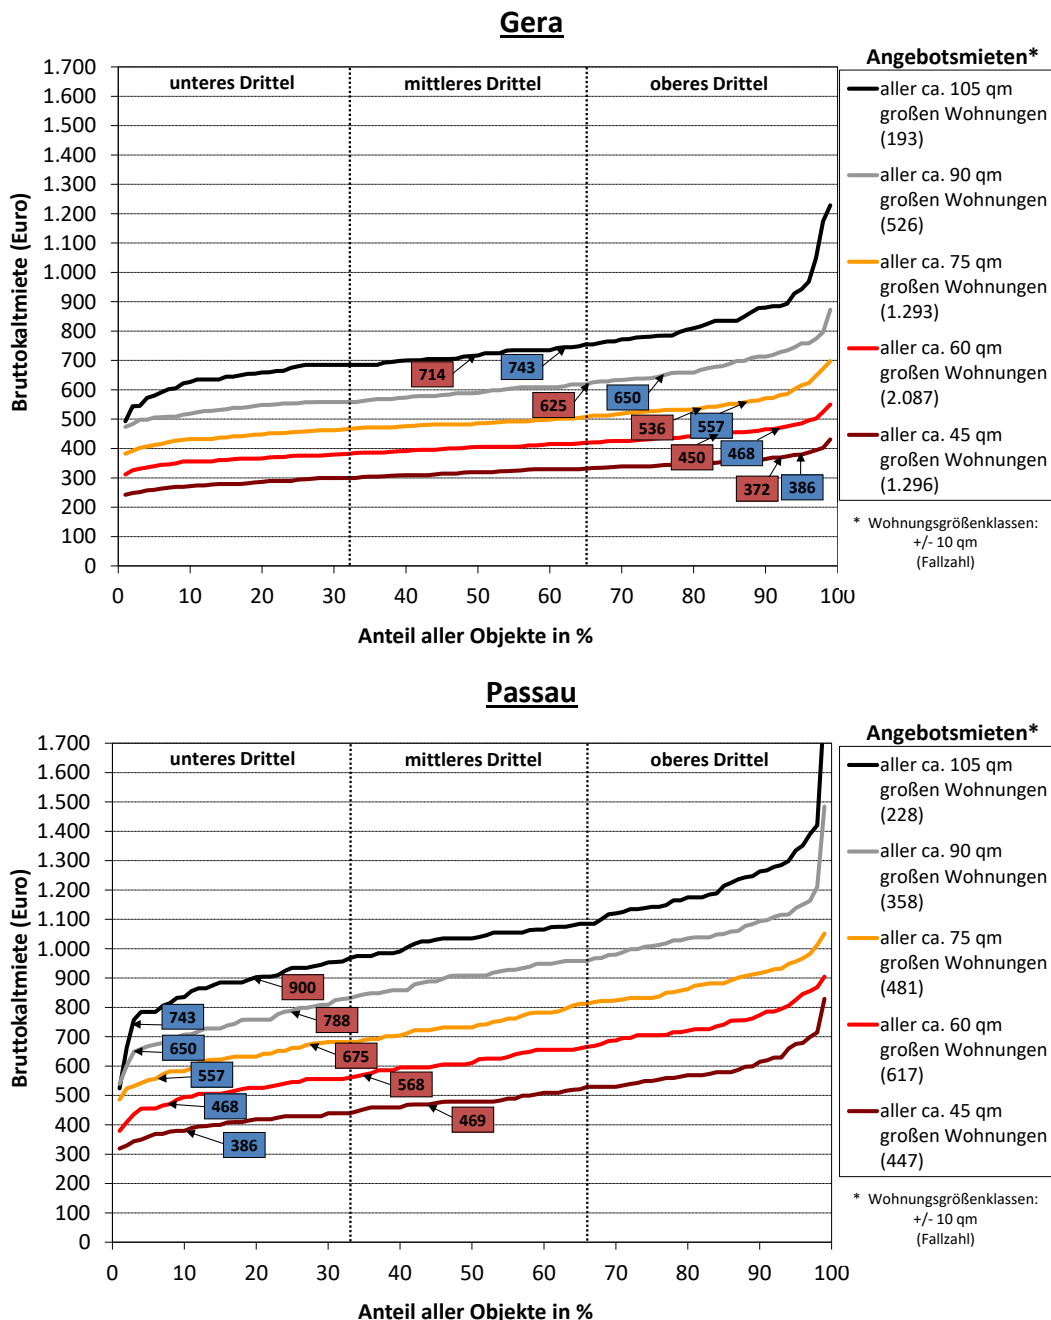 Gera
Bruttokaltmiete (Euro)
1.700
1.600
1.500
1.400
1.300
1.200
1.100
1.000
900
800
700
600
500
400
300
200
100
0
unteres Drittel
mittleres Drittel
oberes Drittel
714
743
625
650
536
557
450
468
372
386
0 10 20 30 40 50 60 70 80 90 100
Anteil aller Objekte in %
Angebotsmieten*
aller ca. 105 qm
großen Wohnungen
(193)
aller ca. 90 qm
großen Wohnungen
(526)
aller ca. 75 qm
großen Wohnungen
(1.293)
aller ca. 60 qm
großen Wohnungen
(2.087)
aller ca. 45 qm
großen Wohnungen
(1.296)
* Wohnungsgrößenklassen:
+/- 10 qm
(Fallzahl)
Passau
Bruttokaltmiete (Euro)
1.700
1.600
1.500
1.400
1.300
1.200
1.100
1.000
900
800
700
600
500
400
300
200
100
0
unteres Drittel
mittleres Drittel
oberes Drittel
900
743
788
650
675
557
568
468
469
386
0 10 20 30 40 50 60 70 80 90 100
Anteil aller Objekte in %
Angebotsmieten*
aller ca. 105 qm
großen Wohnungen
(228)
aller ca. 90 qm
großen Wohnungen
(358)
aller ca. 75 qm
großen Wohnungen
(481)
aller ca. 60 qm
großen Wohnungen
(617)
aller ca. 45 qm
großen Wohnungen
(447)
* Wohnungsgrößenklassen:
+/- 10 qm
(Fallzahl)